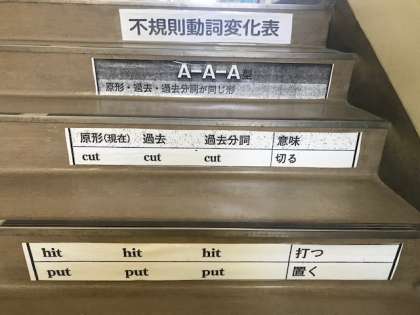 不規則動詞変化表
A-A-A型
原形・過去・過去分詞が同じ形
原形(現在) 過去 過去分詞 意味
cut cut cut 切る
hit hit hit 打つ
put put put 置く